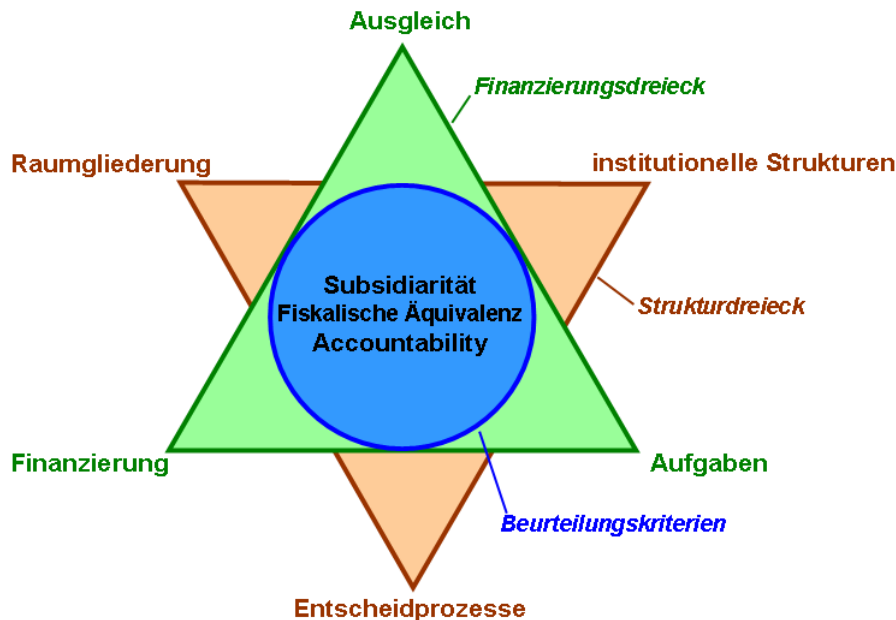 Ausgleich
Finanzierungsdreieck
Raumgliederung
institutionelle Strukturen
Subsidiarität
Fiskalische Äquivalenz
Accountability
Strukturdreieck
Finanzierung
Aufgaben
Beurteilungskriterien
Entscheidprozesse